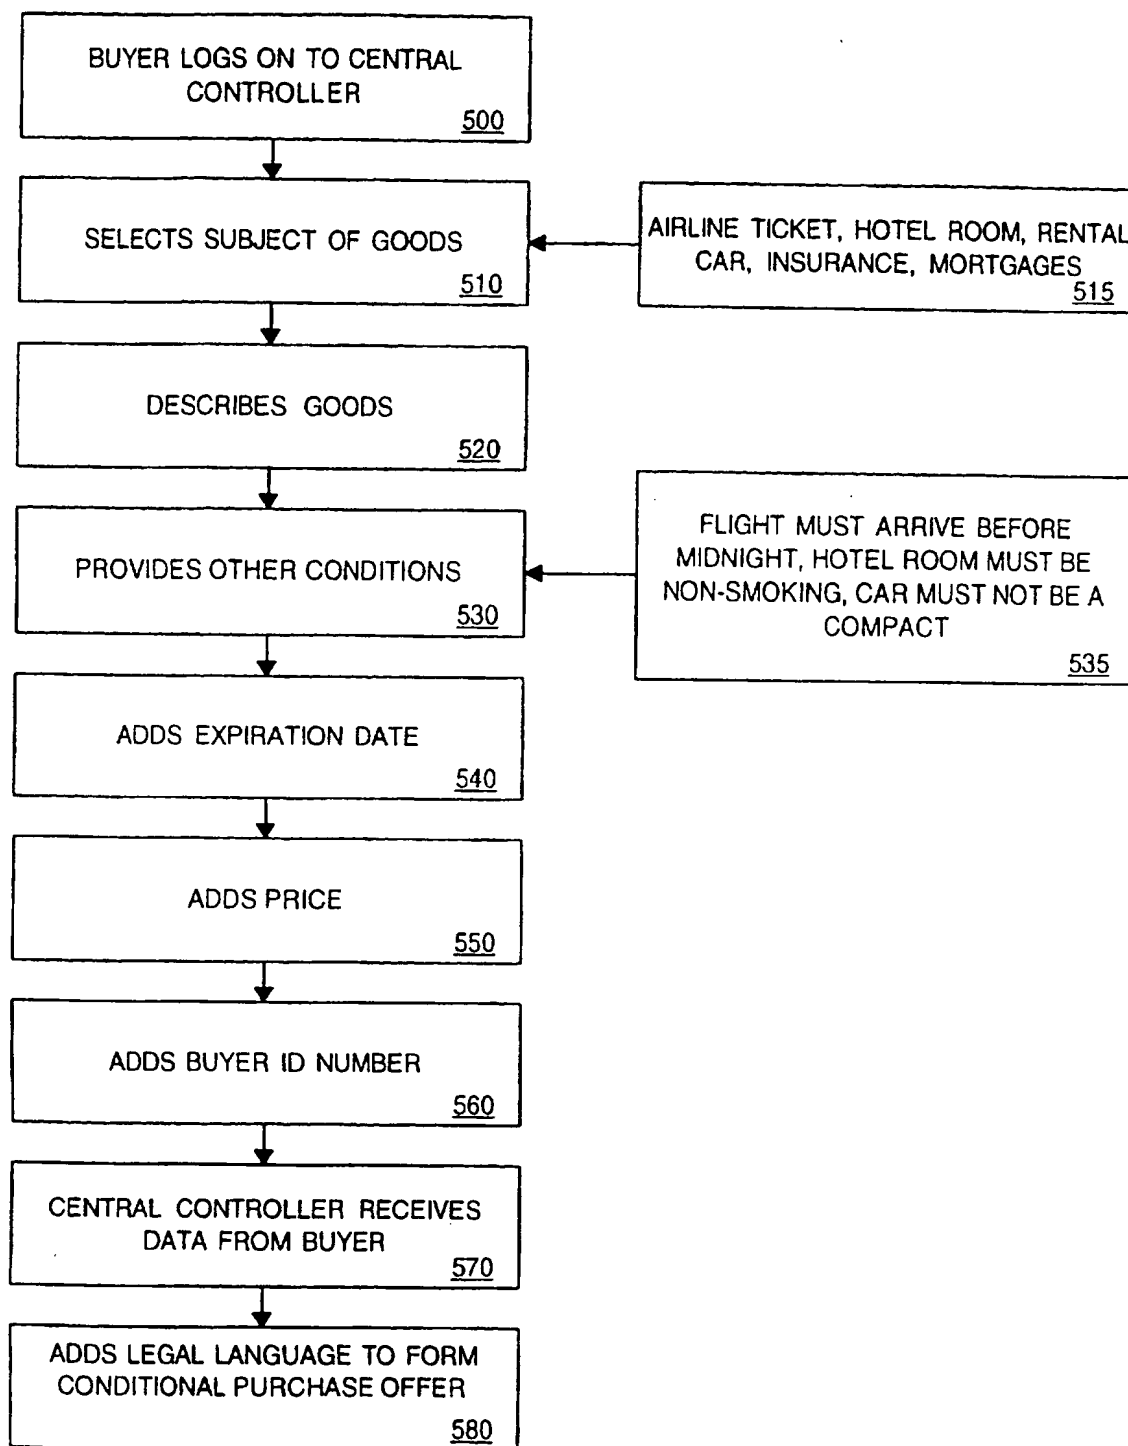 BUYER LOGS ON TO CENTRAL
CONTROLLER
500
SELECTS SUBJECT OF GOODS
510
AIRLINE TICKET, HOTEL ROOM, RENTAL
CAR, INSURANCE, MORTGAGES
515
DESCRIBES GOODS
520
PROVIDES OTHER CONDITIONS
530
FLIGHT MUST ARRIVE BEFORE
MIDNIGHT, HOTEL ROOM MUST BE
NON-SMOKING, CAR MUST NOT BE A
COMPACT
535
ADDS EXPIRATION DATE
540
ADDS PRICE
550
ADDS BUYER ID NUMBER
560
CENTRAL CONTROLLER RECEIVES
DATA FROM BUYER
570
ADDS LEGAL LANGUAGE TO FORM
CONDITIONAL PURCHASE OFFER
580